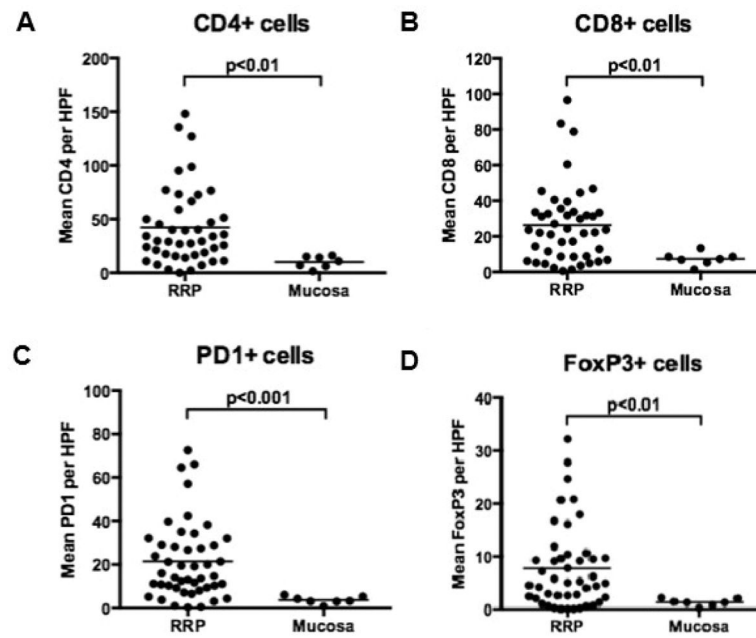 A
CD4+ cells
p<0.01
Mean CD4 per HPF
200
150
100
50
0
RRP
Mucosa
B
CD8+ cells
p<0.01
Mean CD8 per HPF
120
100
80
60
40
20
0
RRP
Mucosa
C
PD1+ cells
p<0.001
Mean PD1 per HPF
100
80
60
40
20
0
RRP
Mucosa
D
FoxP3+ cells
p<0.01
Mean FoxP3 per HPF
40
30
20
10
0
RRP
Mucosa